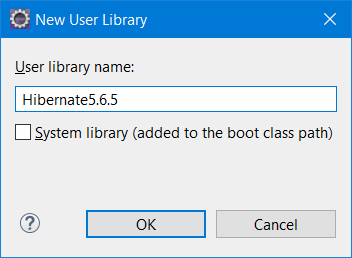 New User Library
User library name:
Hibernate5.6.5
System library (added to the boot class path)
?
OK
Cancel